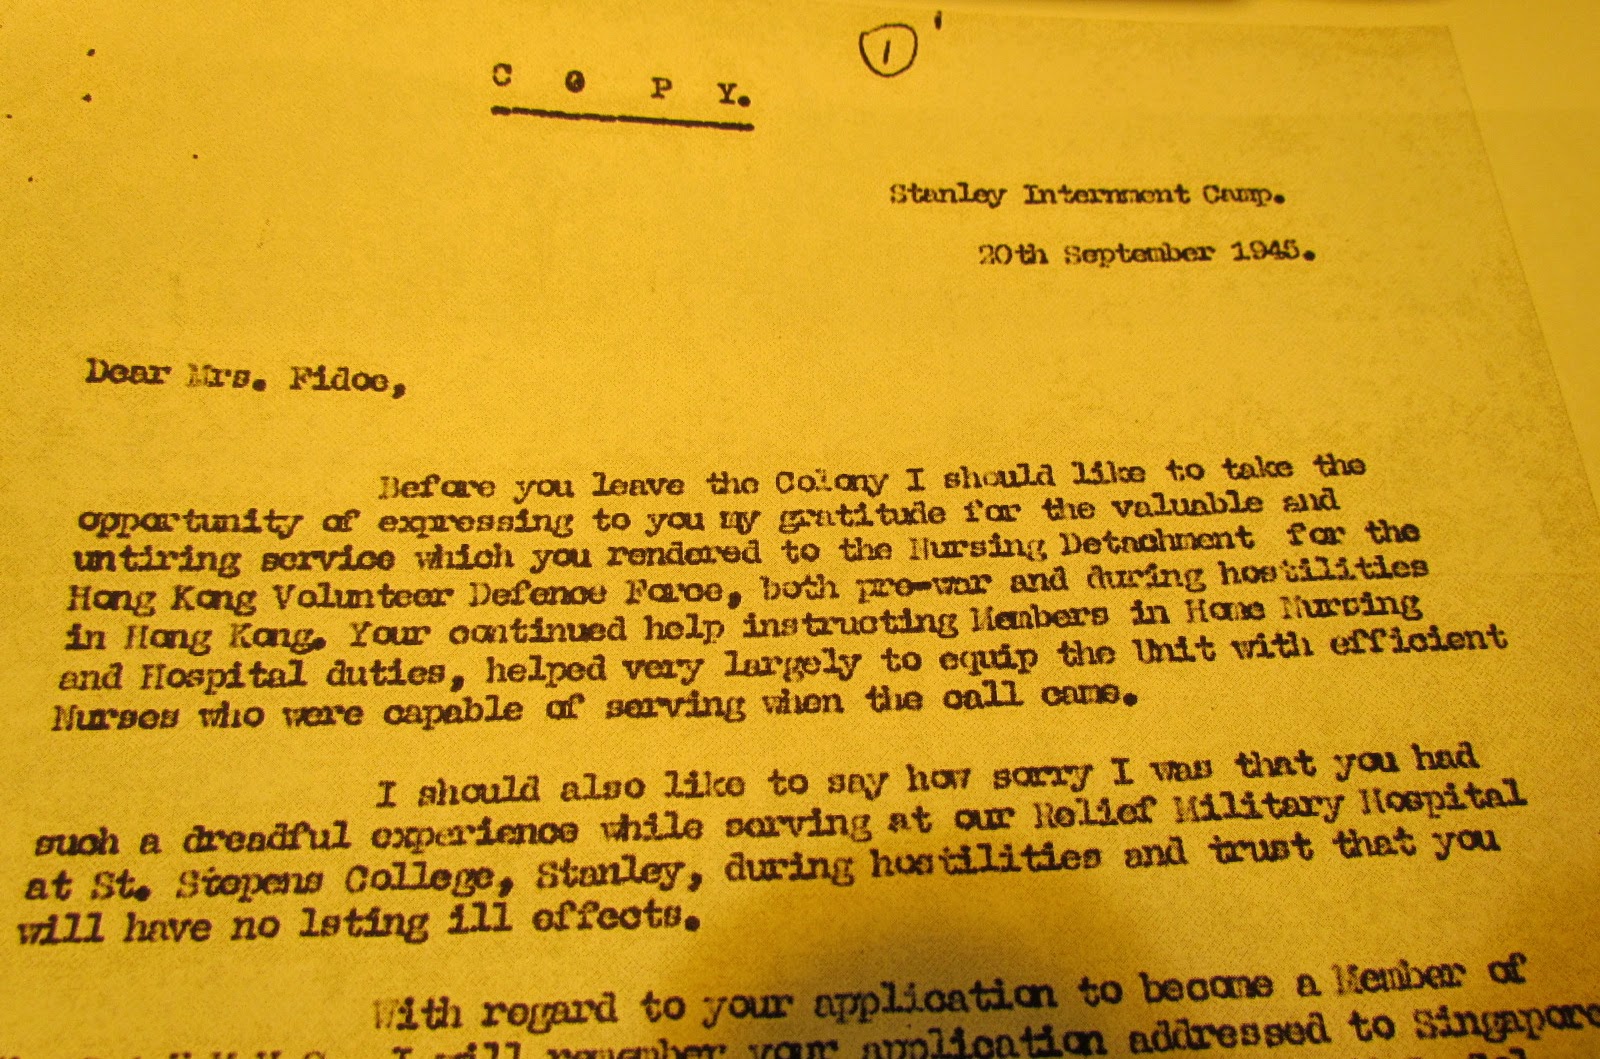 C O P Y.
1
Stanley Internment Camp.
20th September 1945.
Dear Mrs. Fidoe,
Before you leave the Colony I should like to take the
opportunity of expressing to you my gratitude for the valuable and
untiring service which you rendered to the Nursing Detachment for the
Hong Kong Volunteer Defence Force, both pre-war and during hostilities
in Hong Kong. Your continued help instructing Members in Home Nursing
and Hospital duties, helped very largely to equip the Unit with efficient
Nurses who were capable of serving when the call came.
I should also like to say how sorry I was that you had
such a dreadful experience while serving at our Relief Military Hospital
at St. Stepens College, Stanley, during hostilities and trust that you
will have no lsting ill effects.
With regard to your application to become a Member of
I will remember your application addressed to Singapore